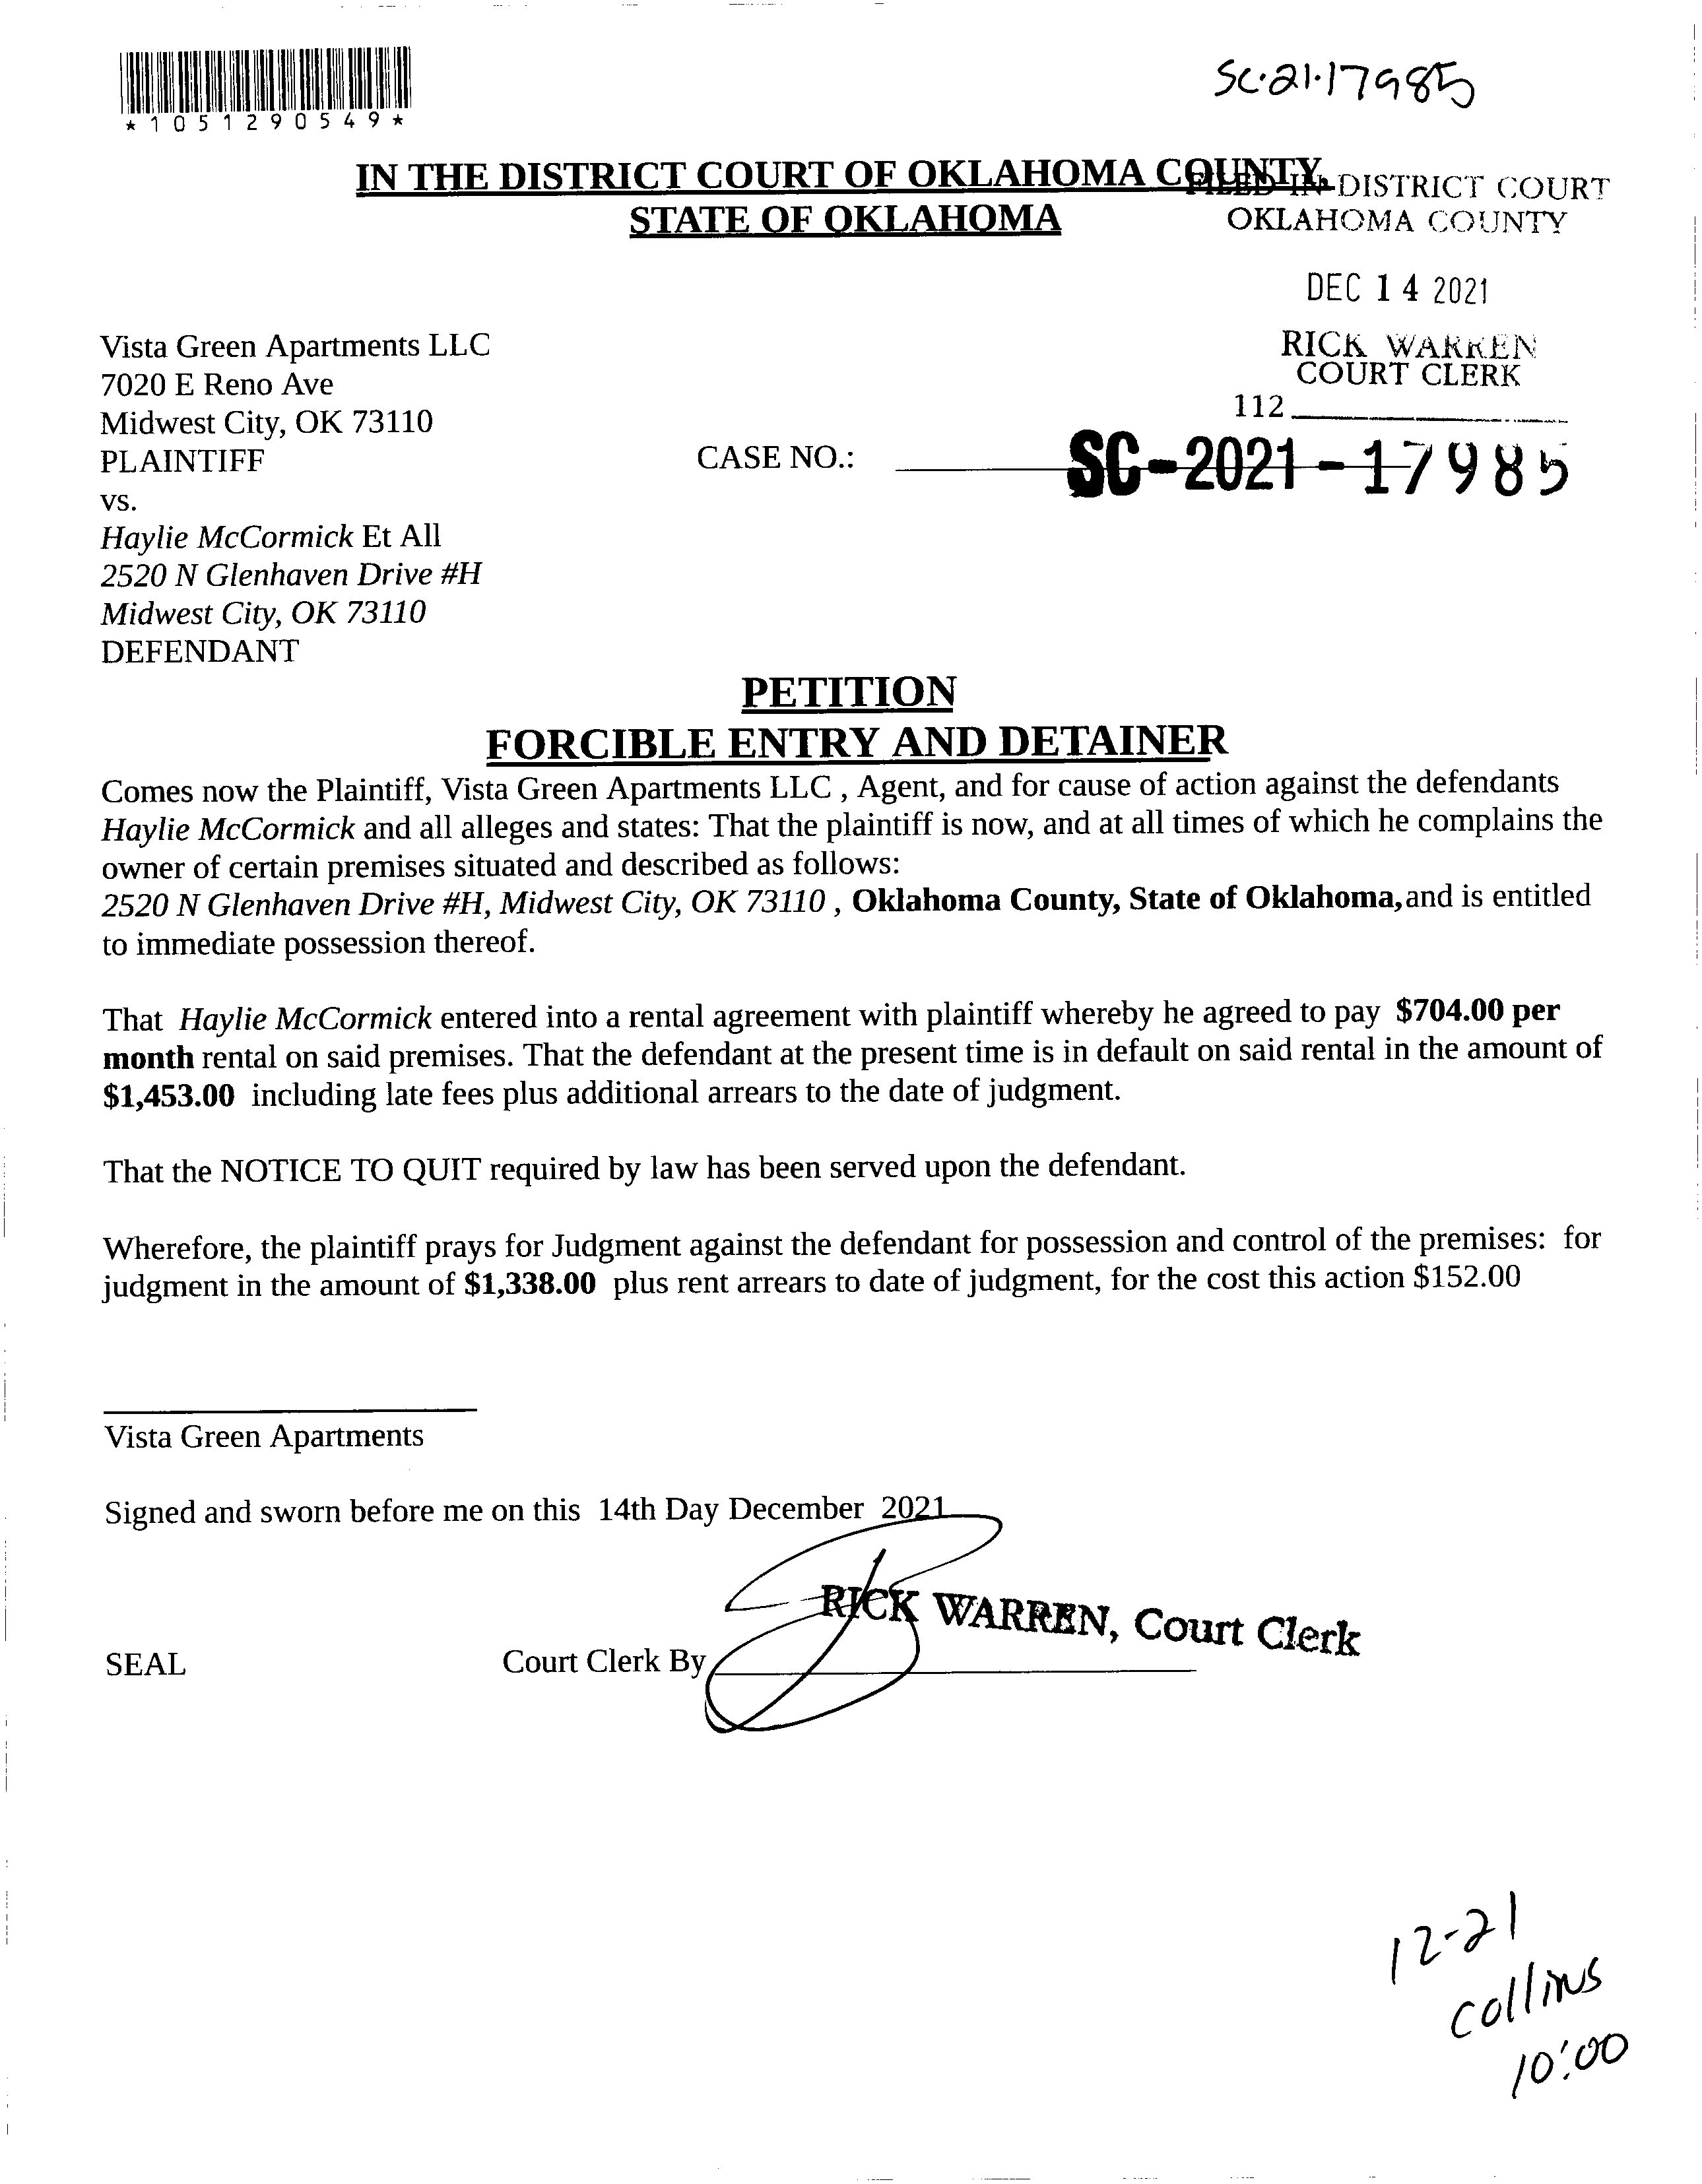 *1051290549*
SC·21·17985
IN THE DISTRICT COURT OF OKLAHOMA COUNTY,
STATE OF OKLAHOMA
FILED IN DISTRICT COURT
OKLAHOMA COUNTY
DEC 14 2021
RICK WARREN
COURT CLERK
112
Vista Green Apartments LLC
7020 E Reno Ave
Midwest City, OK 73110
PLAINTIFF
CASE NO.: SC-2021-17985
vs.
Haylie McCormick Et All
2520 N Glenhaven Drive #H
Midwest City, OK 73110
DEFENDANT
PETITION
FORCIBLE ENTRY AND DETAINER
Comes now the Plaintiff, Vista Green Apartments LLC , Agent, and for cause of action against the defendants
Haylie McCormick and all alleges and states: That the plaintiff is now, and at all times of which he complains the
owner of certain premises situated and described as follows:
2520 N Glenhaven Drive #H, Midwest City, OK 73110 , Oklahoma County, State of Oklahoma,and is entitled
to immediate possession thereof.
That Haylie McCormick entered into a rental agreement with plaintiff whereby he agreed to pay $704.00 per
month rental on said premises. That the defendant at the present time is in default on said rental in the amount of
$1,453.00 including late fees plus additional arrears to the date of judgment.
That the NOTICE TO QUIT required by law has been served upon the defendant.
Wherefore, the plaintiff prays for Judgment against the defendant for possession and control of the premises: for
judgment in the amount of $1,338.00 plus rent arrears to date of judgment, for the cost this action $152.00
Vista Green Apartments
Signed and sworn before me on this 14th Day December 2021
RICK WARREN, Court Clerk
SEAL Court Clerk By
12-21
collins
10:00